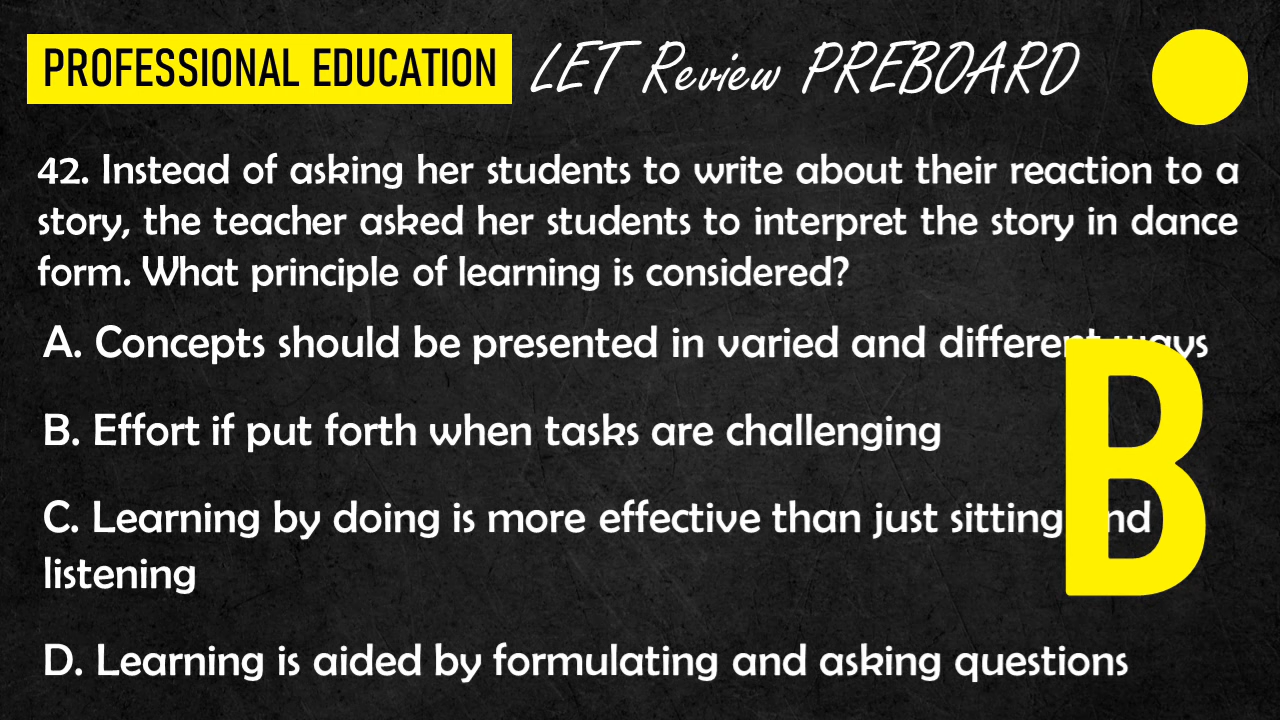 PROFESSIONAL EDUCATION LET Review PREBOARD
42. Instead of asking her students to write about their reaction to a
story, the teacher asked her students to interpret the story in dance
form. What principle of learning is considered?
A. Concepts should be presented in varied and different ways
B. Effort if put forth when tasks are challenging
B
C. Learning by doing is more effective than just sitting and
listening
D. Learning is aided by formulating and asking questions